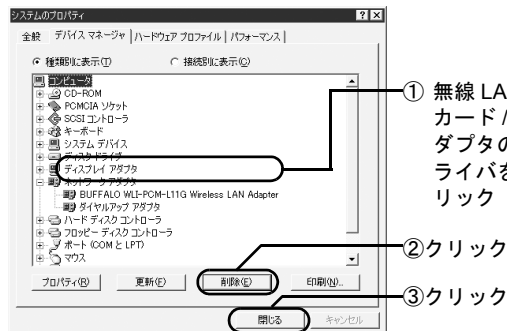 システムのプロパティ
全般 デバイス マネージャ ハードウェア プロファイル パフォーマンス
種類別に表示(T) 接続別に表示(C)
コンピュータ
CD-ROM
PCMCIA ソケット
SCSI コントローラ
キーボード
システム デバイス
ディスク ドライブ
ディスプレイ アダプタ
ネットワーク アダプタ
BUFFALO WLI-PCM-L11G Wireless LAN Adapter
ダイヤルアップ アダプタ
ハード ディスク コントローラ
フロッピー ディスク コントローラ
ポート (COM と LPT)
マウス
プロパティ(R) 更新(F) 削除(E) 印刷(N)...
閉じる キャンセル
① 無線 LA
カード /
ダプタの
ライバを
リック
②クリック
③クリック